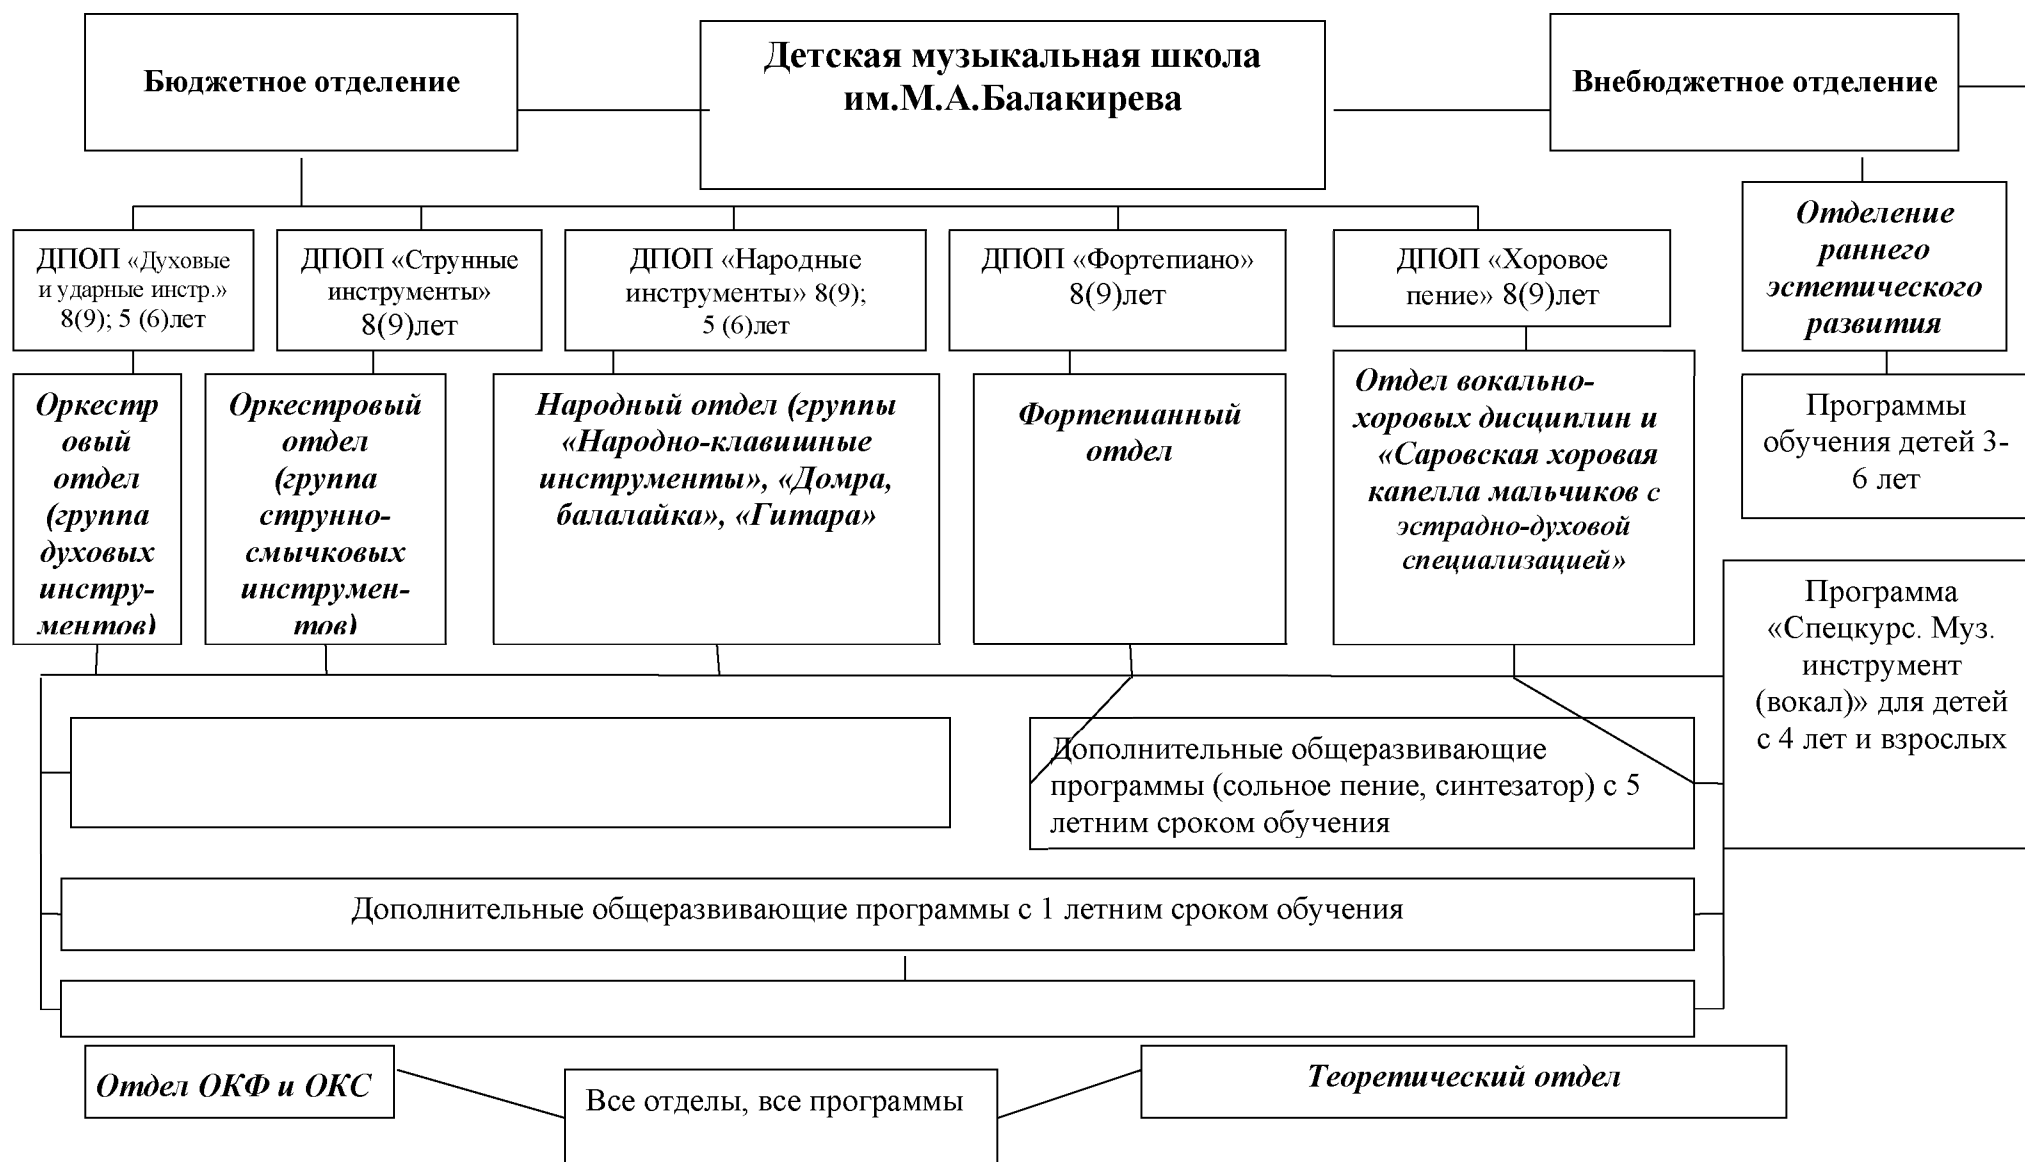 Бюджетное отделение
Детская музыкальная школа
им.М.А.Балакирева
Внебюджетное отделение
ДПОП «Духовые
и ударные инстр.»
8(9); 5 (6)лет
ДПОП «Струнные
инструменты»
8(9)лет
ДПОП «Народные
инструменты» 8(9);
5 (6)лет
ДПОП «Фортепиано»
8(9)лет
ДПОП «Хоровое
пение» 8(9)лет
Отделение
раннего
эстетического
развития
Оркестр
овый
отдел
(группа
духовых
инстру-
ментов)
Оркестровый
отдел
(группа
струнно-
смычковых
инструмен-
тов)
Народный отдел (группы
«Народно-клавишные
инструменты», «Домра,
балалайка», «Гитара»
Фортепианный
отдел
Отдел вокально-
хоровых дисциплин и
«Саровская хоровая
капелла мальчиков с
эстрадно-духовой
специализацией»
Программы
обучения детей 3-
6 лет
Программа
«Спецкурс. Муз.
инструмент
(вокал)» для детей
с 4 лет и взрослых
Дополнительные общеразвивающие
программы (сольное пение, синтезатор) с 5
летним сроком обучения
Дополнительные общеразвивающие программы с 1 летним сроком обучения
Отдел ОКФ и ОКС
Все отделы, все программы
Теоретический отдел